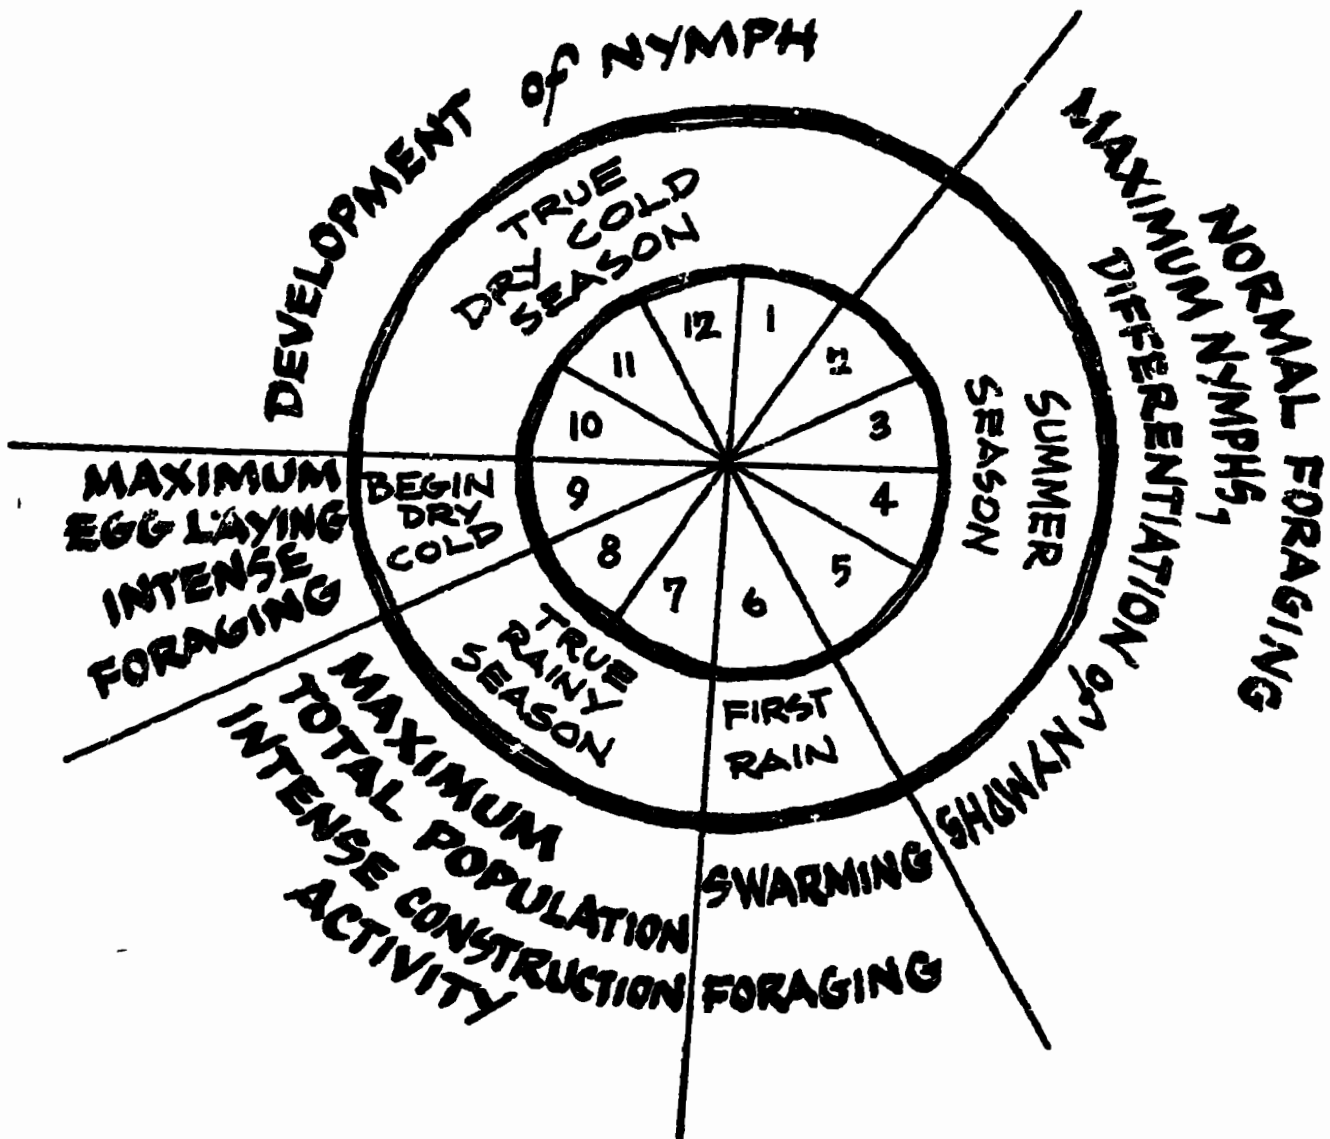 DEVELOPMENT of NYMPH
MAXIMUM NYMPHS,
DIFFERENTIATION of NYMPHS
NORMAL FORAGING
TRUE
DRY COLD
SEASON
SUMMER
SEASON
12
1
2
3
4
5
6
7
8
9
10
11
BEGIN
DRY
COLD
MAXIMUM
EGG LAYING
INTENSE
FORAGING
TRUE
RAINY
SEASON
FIRST
RAIN
MAXIMUM
TOTAL POPULATION
INTENSE CONSTRUCTION
ACTIVITY
SWARMING
FORAGING